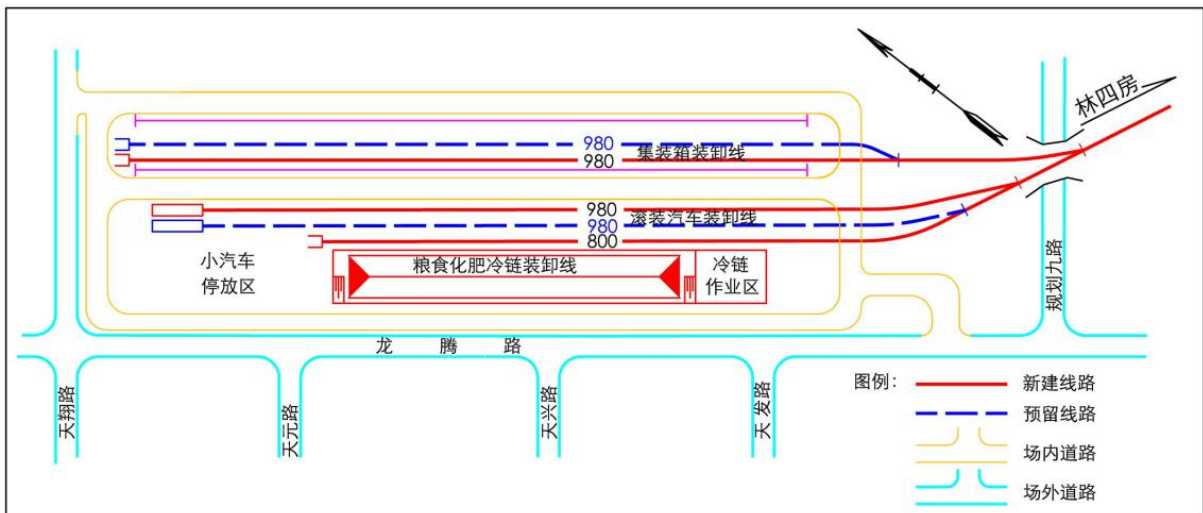 林四房
980
980
集装箱装卸线
980
980
滚装汽车装卸线
800
小汽车
停放区
粮食化肥冷链装卸线
冷链
作业区
规划九路
龙腾路
天翔路
天元路
天兴路
天发路
图例:
新建线路
预留线路
场内道路
场外道路